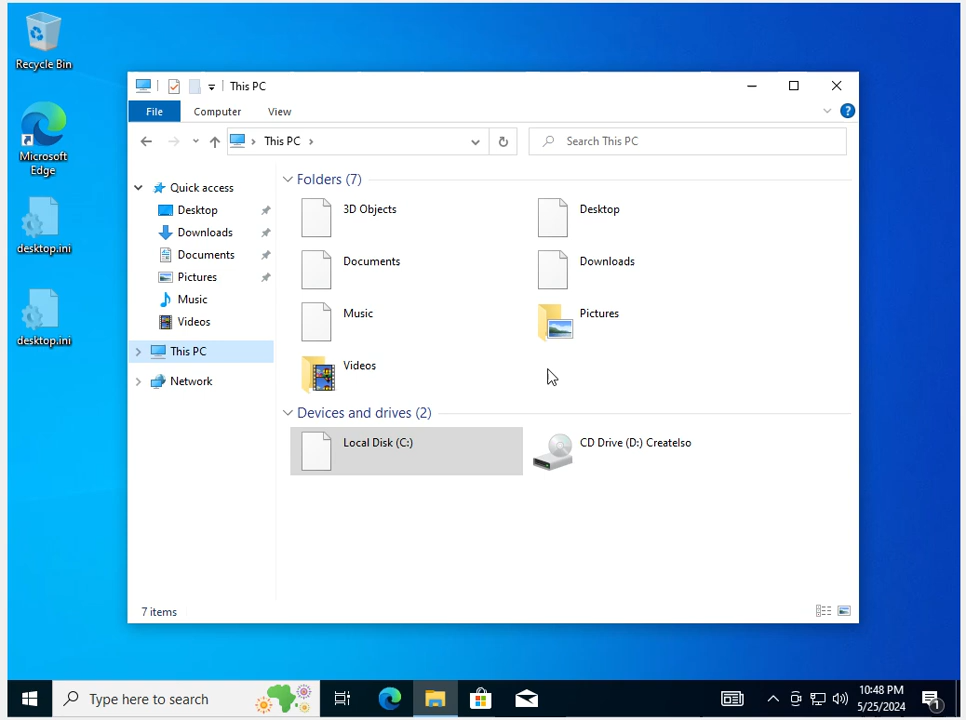 Recycle Bin
Microsoft
Edge
desktop.ini
desktop.ini
This PC
File
Computer
View
?
This PC
Search This PC
Quick access
Desktop
Downloads
Documents
Pictures
Music
Videos
This PC
Network
Folders (7)
3D Objects
Desktop
Documents
Downloads
Music
Pictures
Videos
Devices and drives (2)
Local Disk (C:)
CD Drive (D:) CreateIso
7 items
Type here to search
10:48 PM
5/25/2024
1